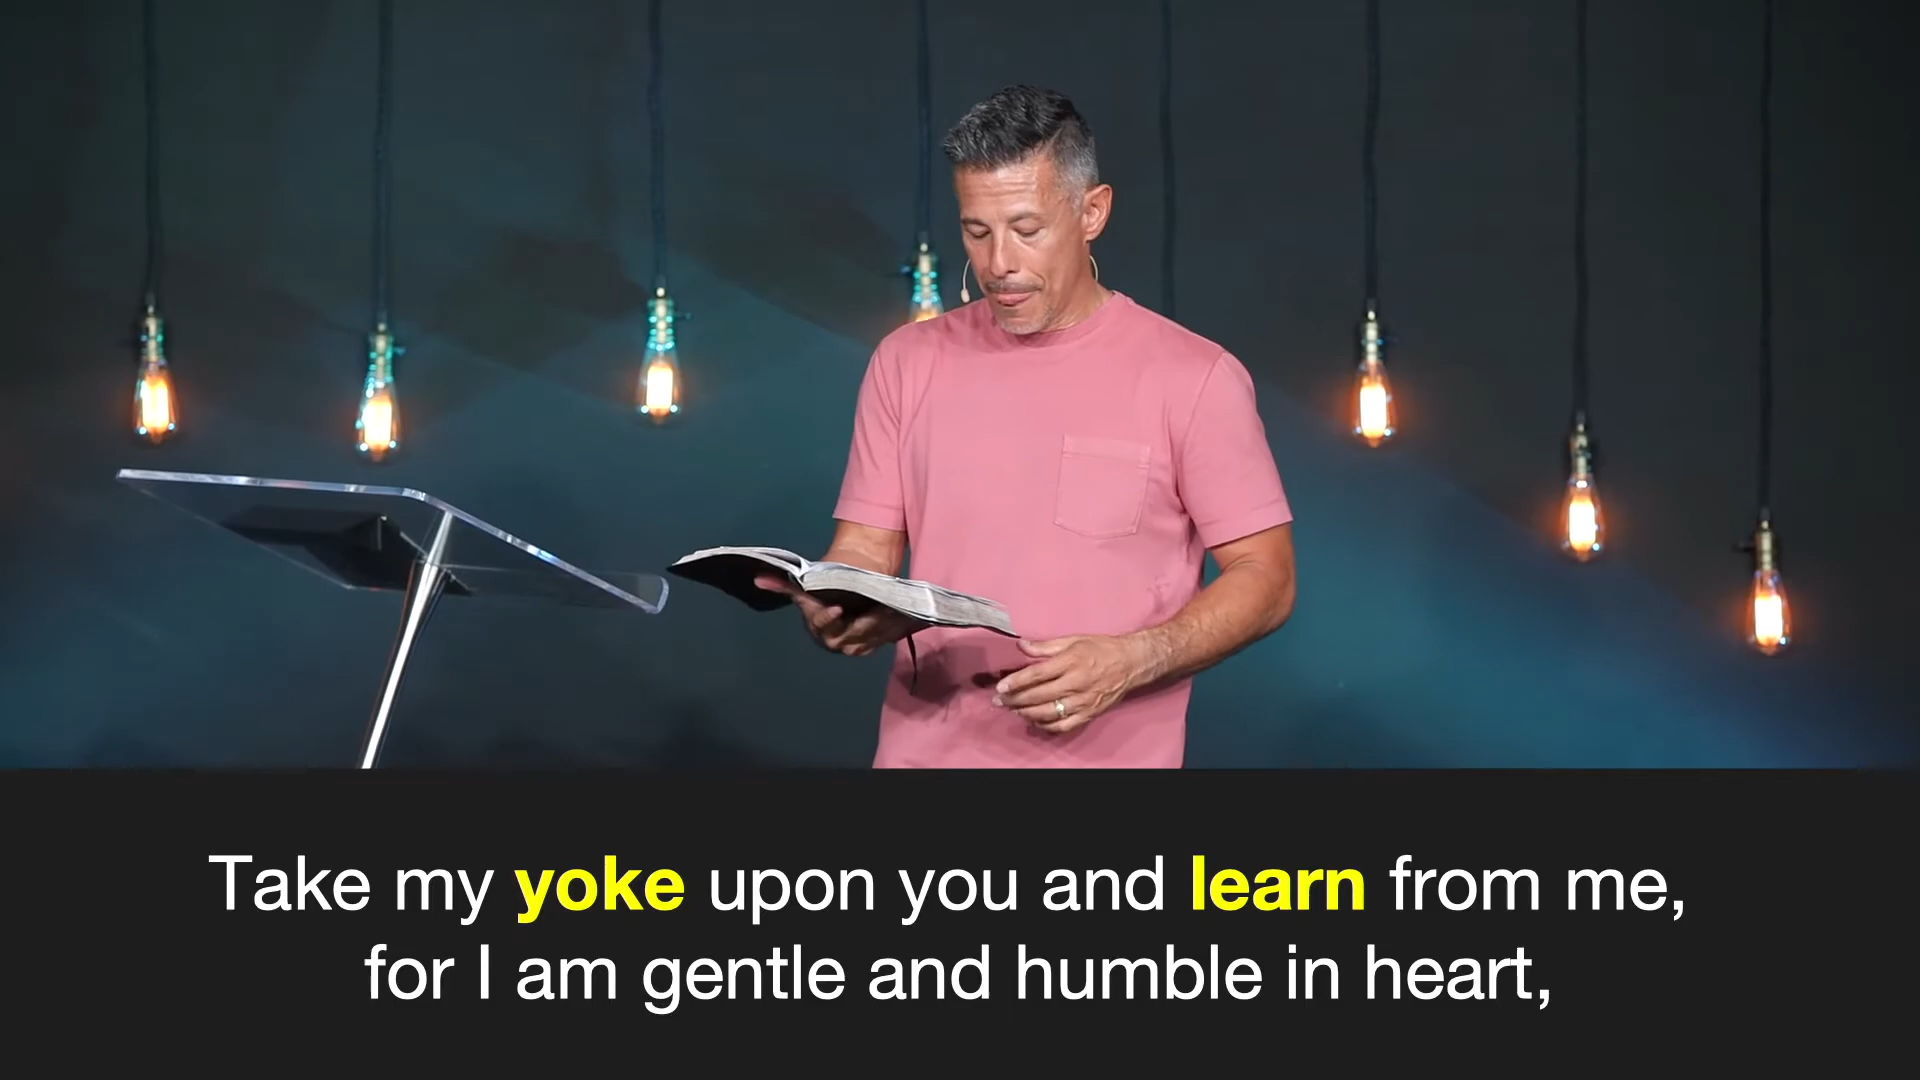 Take my yoke upon you and learn from me,
for I am gentle and humble in heart,